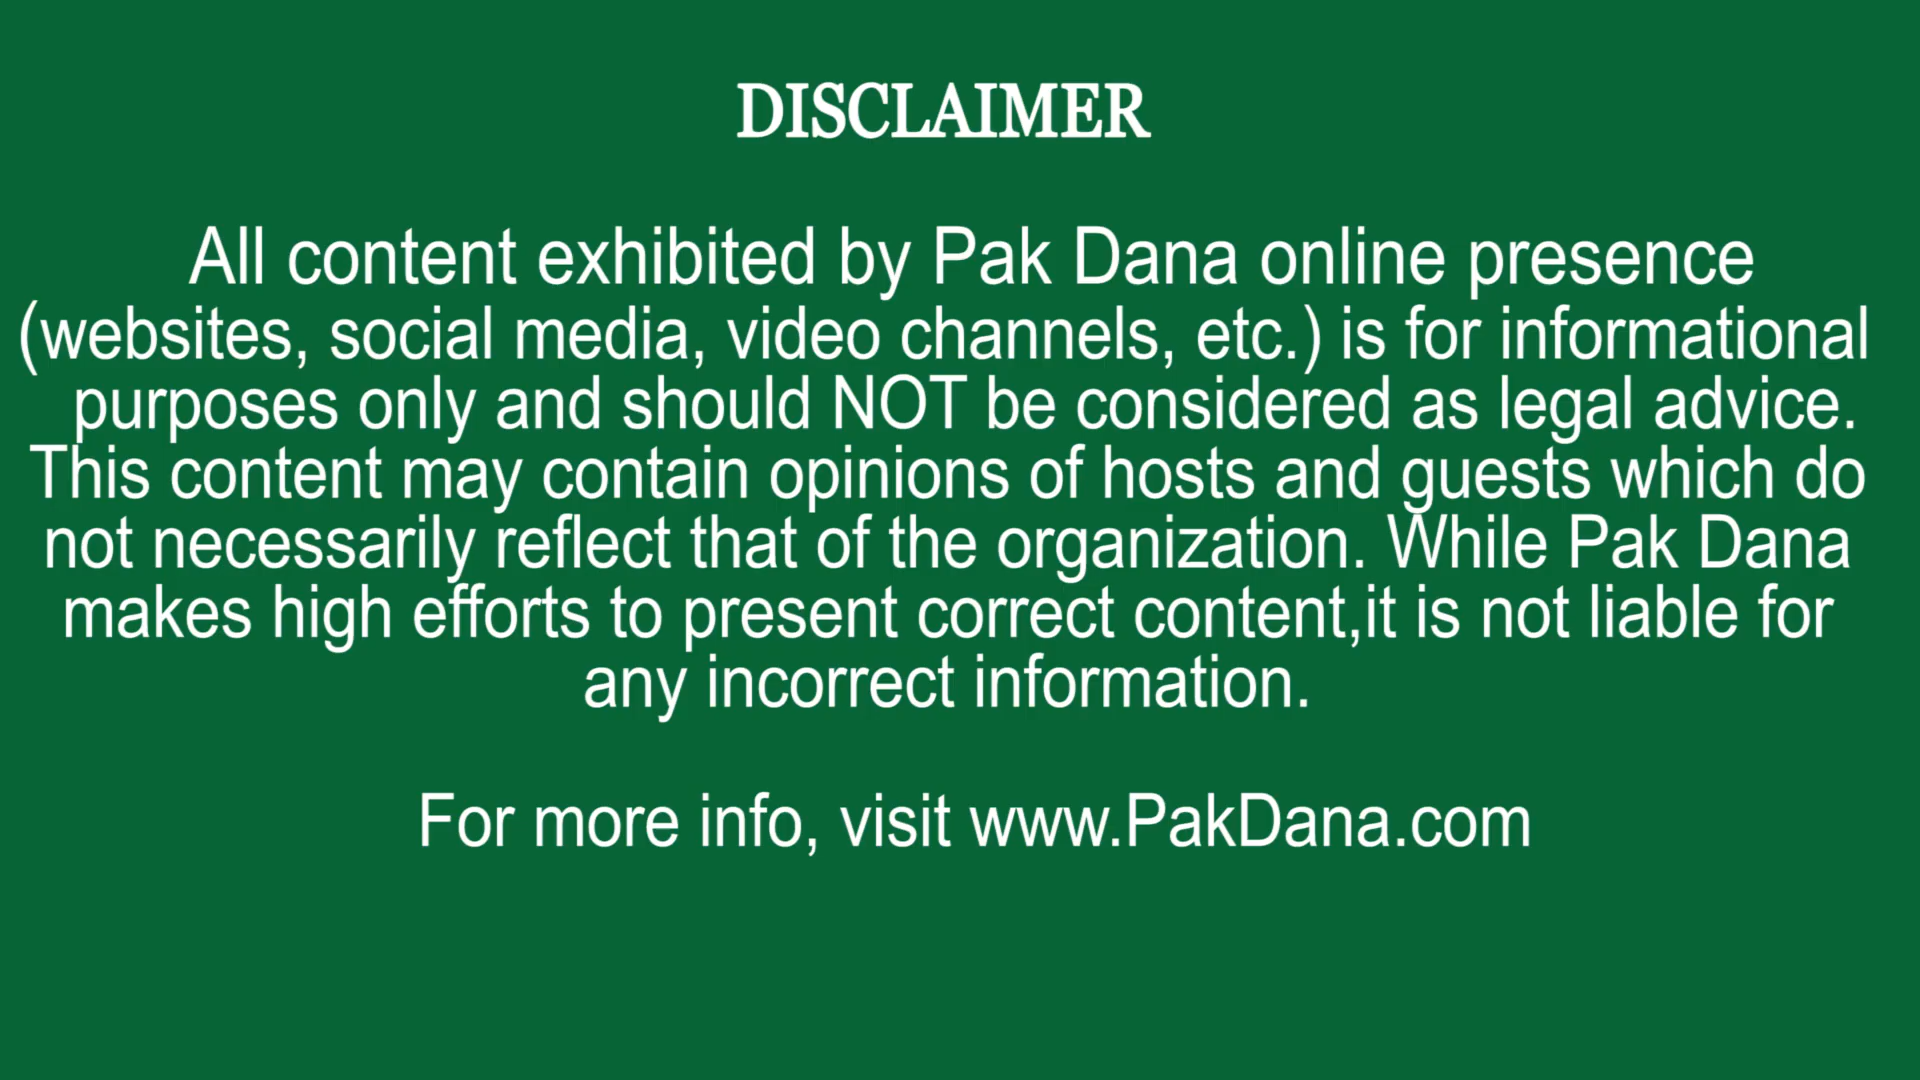 DISCLAIMER
All content exhibited by Pak Dana online presence
(websites, social media, video channels, etc.) is for informational
purposes only and should NOT be considered as legal advice.
This content may contain opinions of hosts and guests which do
not necessarily reflect that of the organization. While Pak Dana
makes high efforts to present correct content,it is not liable for
any incorrect information.
For more info, visit www.PakDana.com